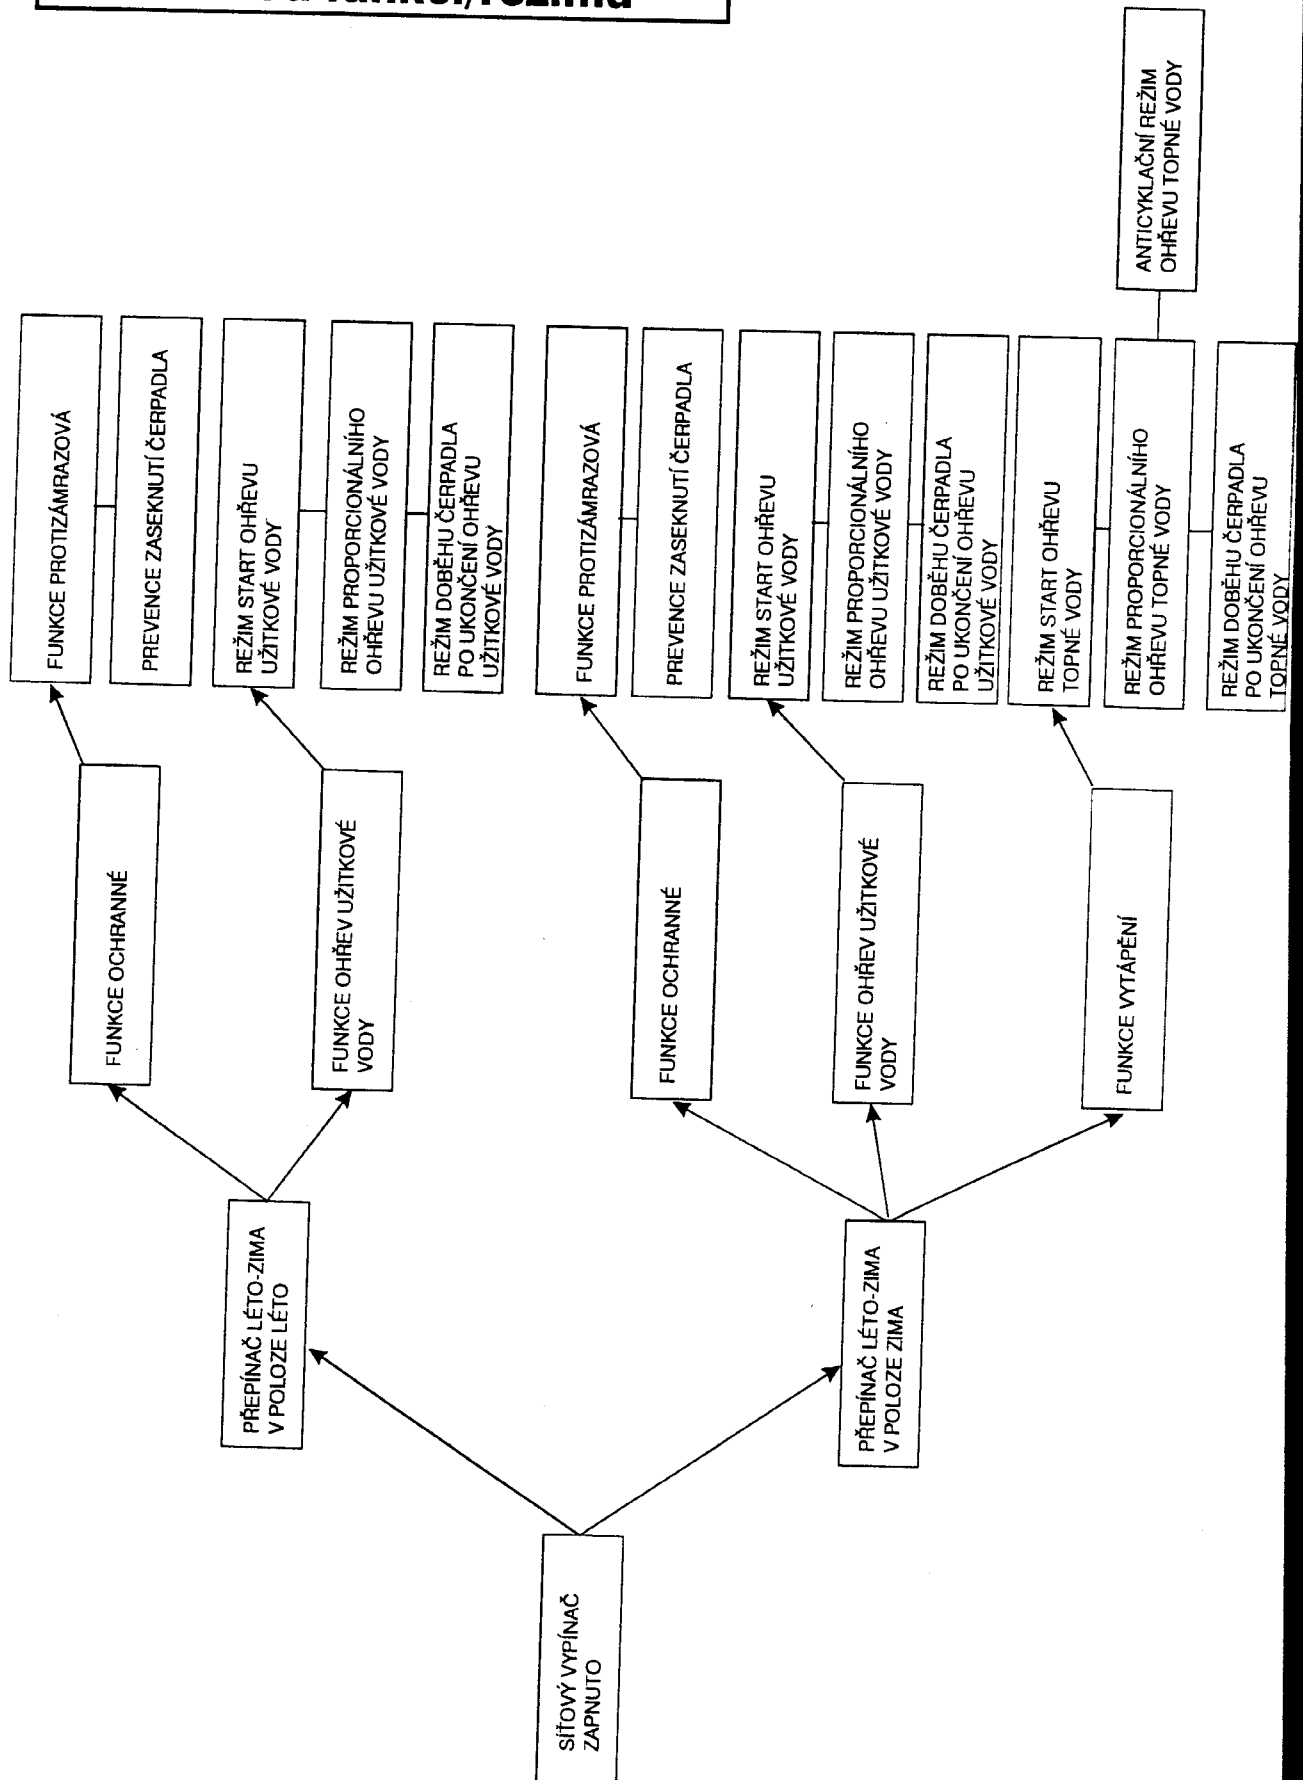 SÍŤOVÝ VYPÍNAČ
ZAPNUTO
PŘEPÍNAČ LÉTO-ZIMA
V POLOZE LÉTO
FUNKCE OCHRANNÉ
FUNKCE PROTIZÁMRAZOVÁ
PREVENCE ZASEKNUTÍ ČERPADLA
FUNKCE OHŘEV UŽITKOVÉ
VODY
REŽIM START OHŘEVU
UŽITKOVÉ VODY
REŽIM PROPORCIONÁLNÍHO
OHŘEVU UŽITKOVÉ VODY
REŽIM DOBĚHU ČERPADLA
PO UKONČENÍ OHŘEVU
UŽITKOVÉ VODY
PŘEPÍNAČ LÉTO-ZIMA
V POLOZE ZIMA
FUNKCE OCHRANNÉ
FUNKCE PROTIZÁMRAZOVÁ
PREVENCE ZASEKNUTÍ ČERPADLA
FUNKCE OHŘEV UŽITKOVÉ
VODY
REŽIM START OHŘEVU
UŽITKOVÉ VODY
REŽIM PROPORCIONÁLNÍHO
OHŘEVU UŽITKOVÉ VODY
REŽIM DOBĚHU ČERPADLA
PO UKONČENÍ OHŘEVU
UŽITKOVÉ VODY
FUNKCE VYTÁPĚNÍ
REŽIM START OHŘEVU
TOPNÉ VODY
REŽIM PROPORCIONÁLNÍHO
OHŘEVU TOPNÉ VODY
ANTICYKLAČNÍ REŽIM
OHŘEVU TOPNÉ VODY
REŽIM DOBĚHU ČERPADLA
PO UKONČENÍ OHŘEVU
TOPNÉ VODY